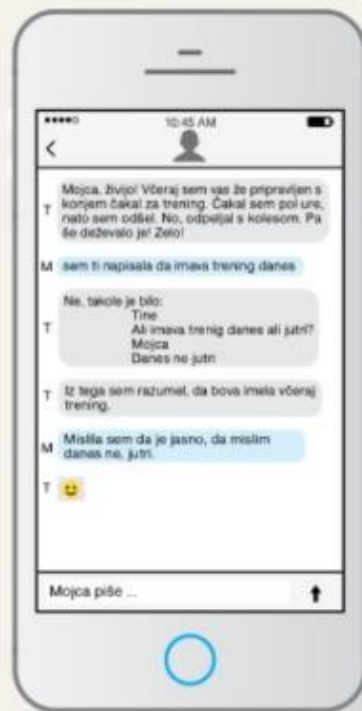 10:45 AM
Mojca, živijo! Včeraj sem vas že pripravljen s
T
konjem čakal za trening. Čakal sem pol ure,
nato sem odšel. No, odpeljal s kolesom. Pa
še deževalo je! Zelo!
M sem ti napisala da imava trening danes
Ne, takole je bilo:
Tine
T
Ali imava trenig danes ali jutri?
Mojca
Danes ne jutri
T Iz tega sem razumel, da bova imela včeraj
trening.
Mislila sem da je jasno, da mislim
M
danes ne, jutri.
T
Mojca piše ...